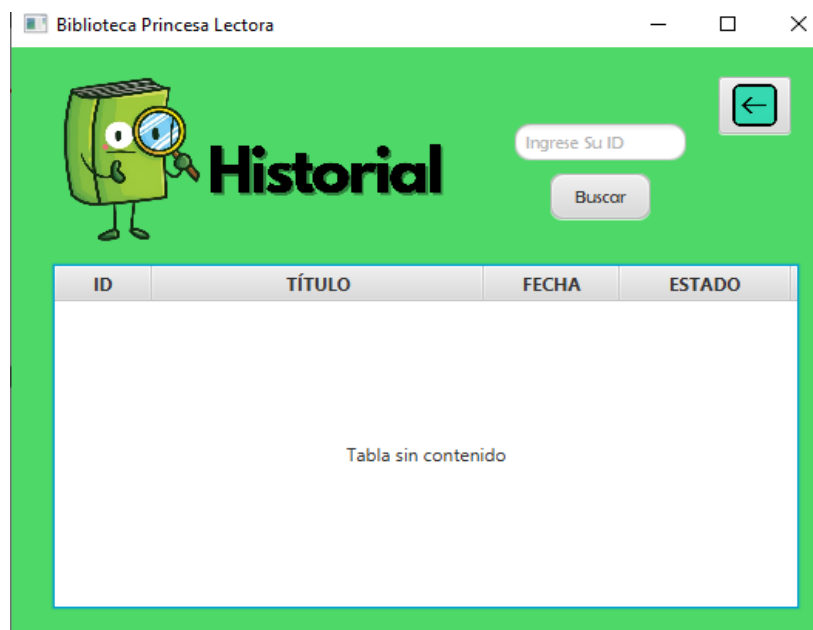 Biblioteca Princesa Lectora
Ingrese Su ID
Historial
Buscar
ID TÍTULO FECHA ESTADO
Tabla sin contenido